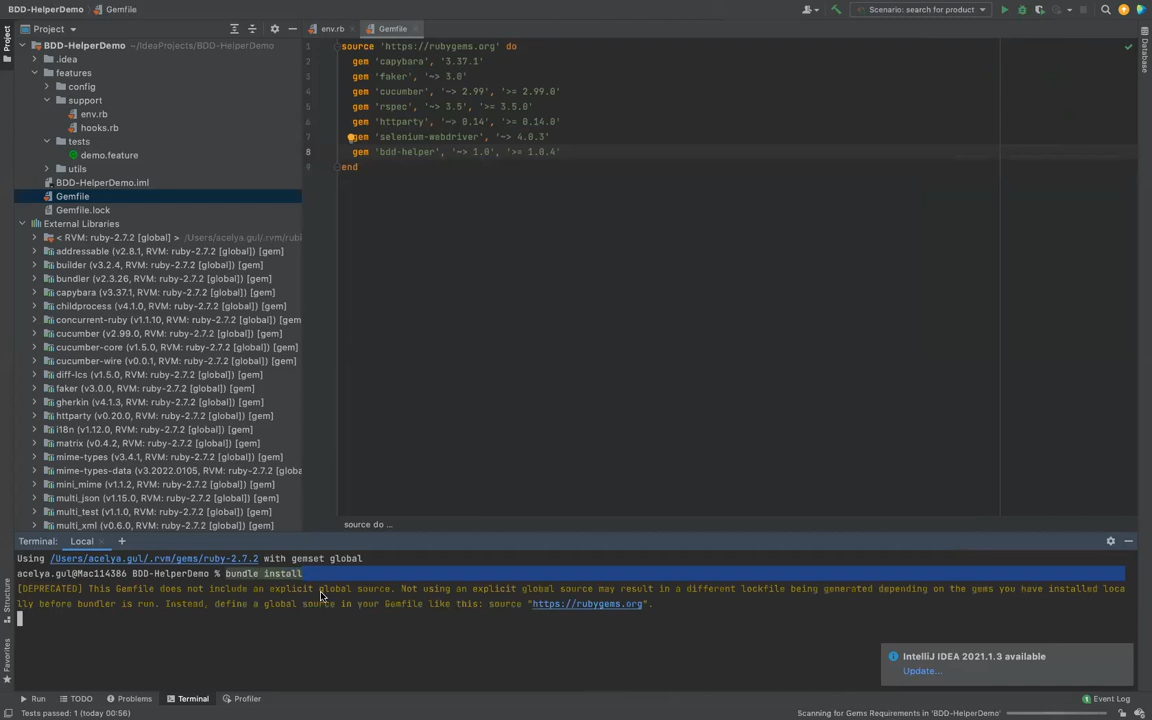 BDD-HelperDemo
Gemfile
Scenario: search for product
Project
env.rb
Gemfile
BDD-HelperDemo ~/IdeaProjects/BDD-HelperDemo
.idea
features
config
support
env.rb
hooks.rb
tests
demo.feature
utils
BDD-HelperDemo.iml
Gemfile
Gemfile.lock
External Libraries
< RVM: ruby-2.7.2 [global] > /Users/acelya.gul/.rvm/rubi
addressable (v2.8.1, RVM: ruby-2.7.2 [global]) [gem]
builder (v3.2.4, RVM: ruby-2.7.2 [global]) [gem]
bundler (v2.3.26, RVM: ruby-2.7.2 [global]) [gem]
capybara (v3.37.1, RVM: ruby-2.7.2 [global]) [gem]
childprocess (v4.1.0, RVM: ruby-2.7.2 [global]) [gem]
concurrent-ruby (v1.1.10, RVM: ruby-2.7.2 [global]) [gem
cucumber (v2.99.0, RVM: ruby-2.7.2 [global]) [gem]
cucumber-core (v1.5.0, RVM: ruby-2.7.2 [global]) [gem]
cucumber-wire (v0.0.1, RVM: ruby-2.7.2 [global]) [gem]
diff-lcs (v1.5.0, RVM: ruby-2.7.2 [global]) [gem]
faker (v3.0.0, RVM: ruby-2.7.2 [global]) [gem]
gherkin (v4.1.3, RVM: ruby-2.7.2 [global]) [gem]
httparty (v0.20.0, RVM: ruby-2.7.2 [global]) [gem]
i18n (v1.12.0, RVM: ruby-2.7.2 [global]) [gem]
matrix (v0.4.2, RVM: ruby-2.7.2 [global]) [gem]
mime-types (v3.4.1, RVM: ruby-2.7.2 [global]) [gem]
mime-types-data (v3.2022.0105, RVM: ruby-2.7.2 [globa
mini_mime (v1.1.2, RVM: ruby-2.7.2 [global]) [gem]
multi_json (v1.15.0, RVM: ruby-2.7.2 [global]) [gem]
multi_test (v1.1.0, RVM: ruby-2.7.2 [global]) [gem]
multi_xml (v0.6.0, RVM: ruby-2.7.2 [global]) [gem]
1 source 'https://rubygems.org' do
2 gem 'capybara', '3.37.1'
3 gem 'faker', '~> 3.0'
4 gem 'cucumber', '~> 2.99', '>= 2.99.0'
5 gem 'rspec', '~> 3.5', '>= 3.5.0'
6 gem 'httparty', '~> 0.14', '>= 0.14.0'
7 gem 'selenium-webdriver', '~> 4.0.3'
8 gem 'bdd-helper', '~> 1.0', '>= 1.0.4'
9 end
source do ...
Project
Database
Structure
Favorites
Terminal: Local
Using /Users/acelya.gul/.rvm/gems/ruby-2.7.2 with gemset global
acelya.gul@Mac114386 BDD-HelperDemo % bundle install
[DEPRECATED] This Gemfile does not include an explicit global source. Not using an explicit global source may result in a different lockfile being generated depending on the gems you have installed loca
lly before bundler is run. Instead, define a global source in your Gemfile like this: source "https://rubygems.org".
IntelliJ IDEA 2021.1.3 available
Update...
Run TODO Problems Terminal Profiler Event Log
Tests passed: 1 (today 00:56)
Scanning for Gems Requirements in 'BDD-HelperDemo'